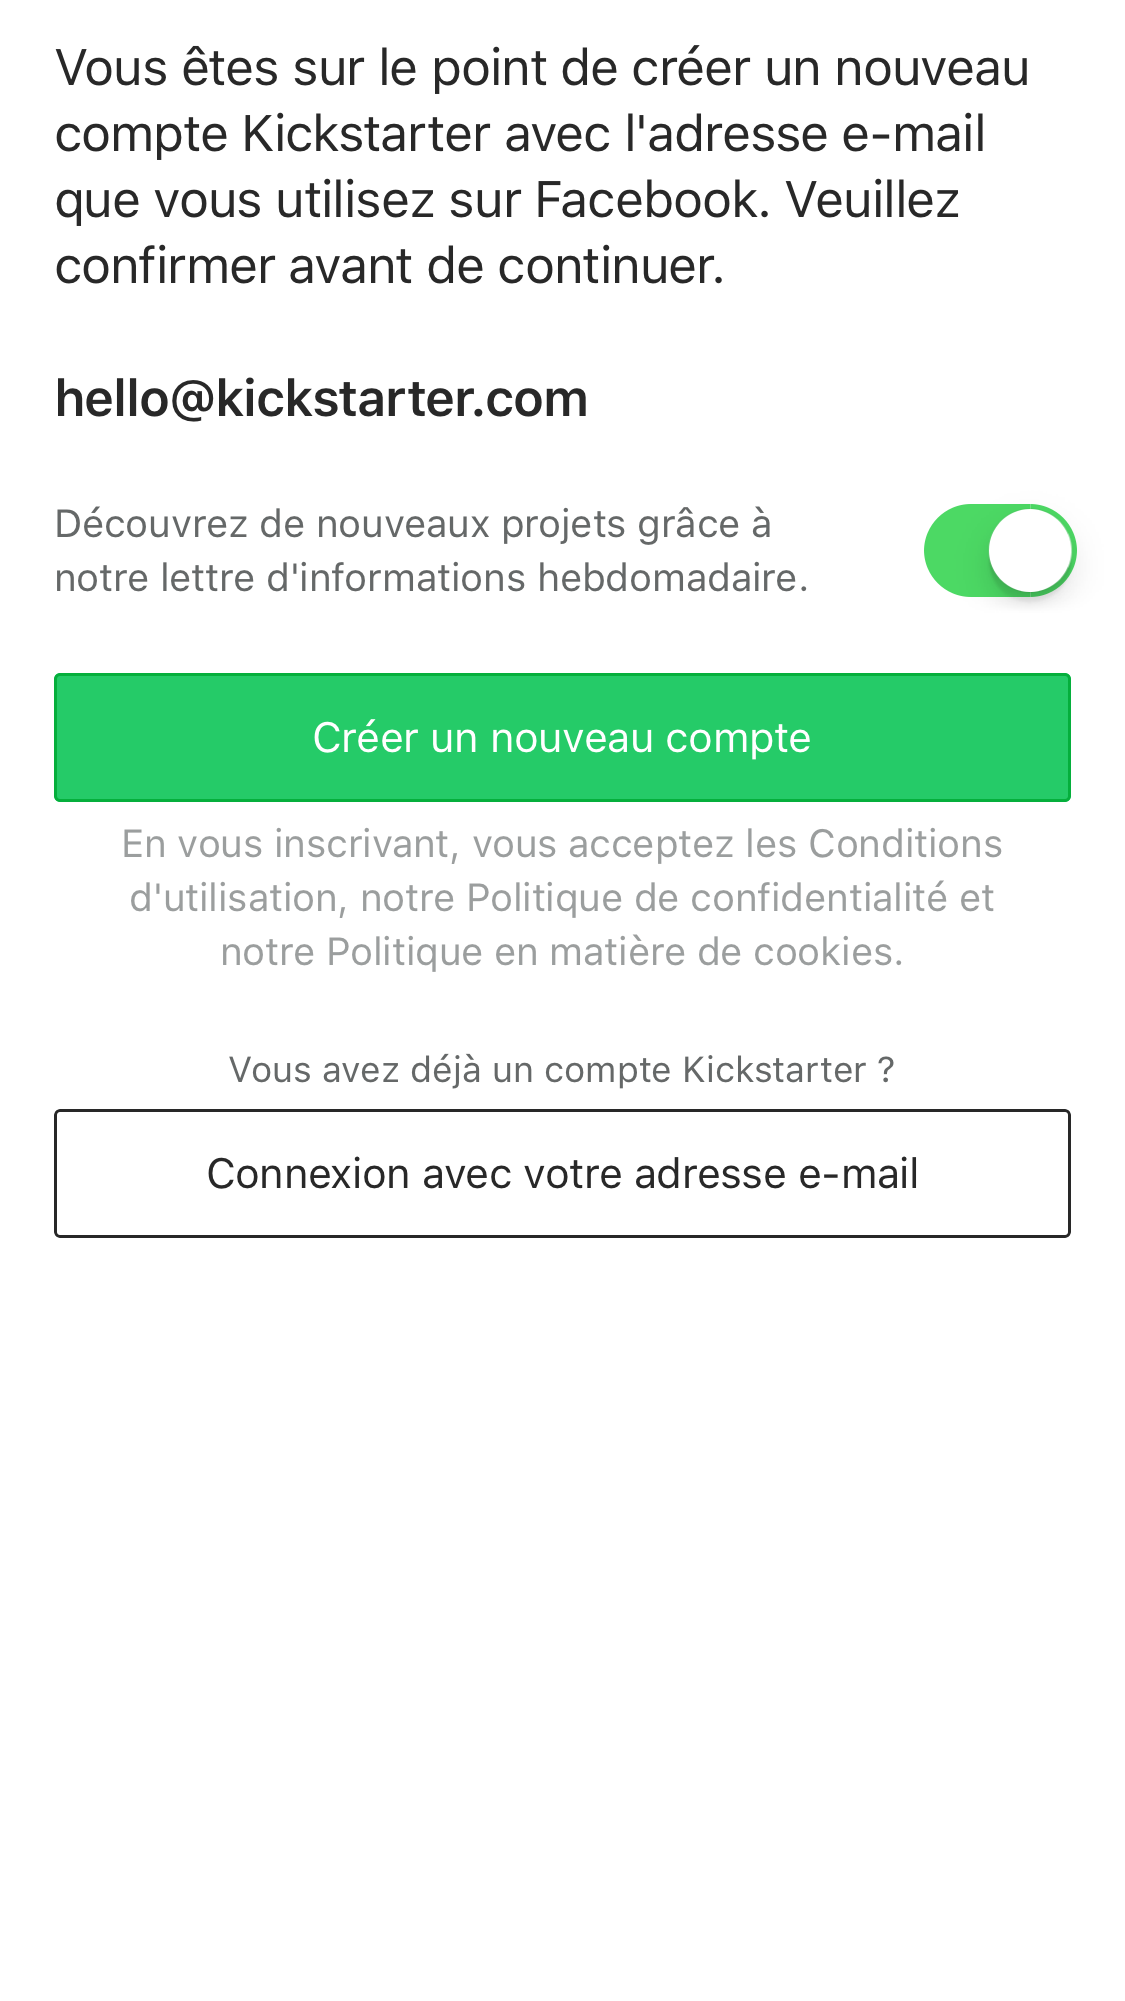 Vous êtes sur le point de créer un nouveau
compte Kickstarter avec l'adresse e-mail
que vous utilisez sur Facebook. Veuillez
confirmer avant de continuer.
hello@kickstarter.com
Découvrez de nouveaux projets grâce à
notre lettre d'informations hebdomadaire.
Créer un nouveau compte
En vous inscrivant, vous acceptez les Conditions
d'utilisation, notre Politique de confidentialité et
notre Politique en matière de cookies.
Vous avez déjà un compte Kickstarter ?
Connexion avec votre adresse e-mail